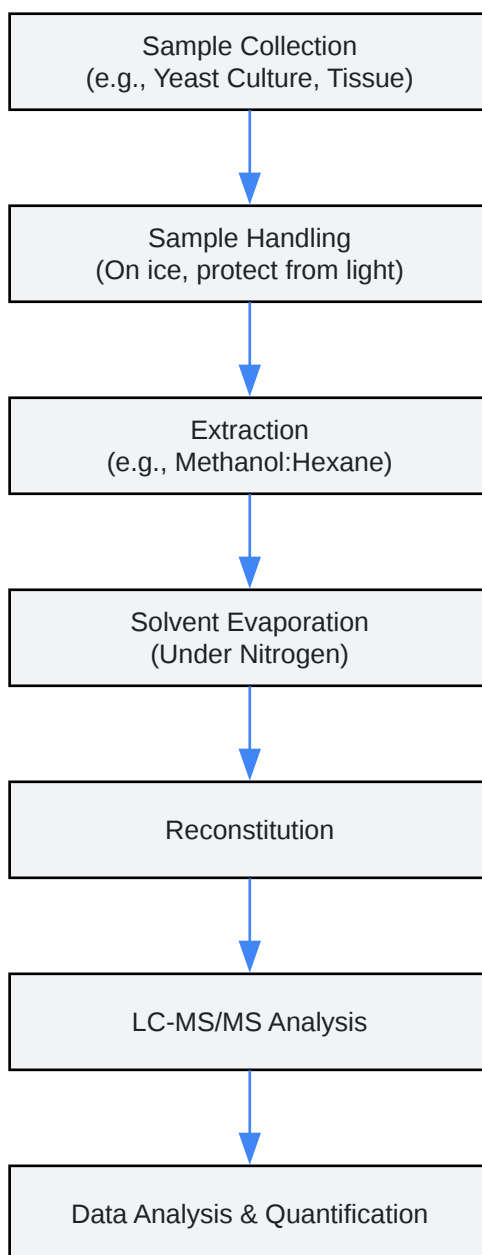 Sample Collection
(e.g., Yeast Culture, Tissue)
Sample Handling
(On ice, protect from light)
Extraction
(e.g., Methanol:Hexane)
Solvent Evaporation
(Under Nitrogen)
Reconstitution
LC-MS/MS Analysis
Data Analysis & Quantification